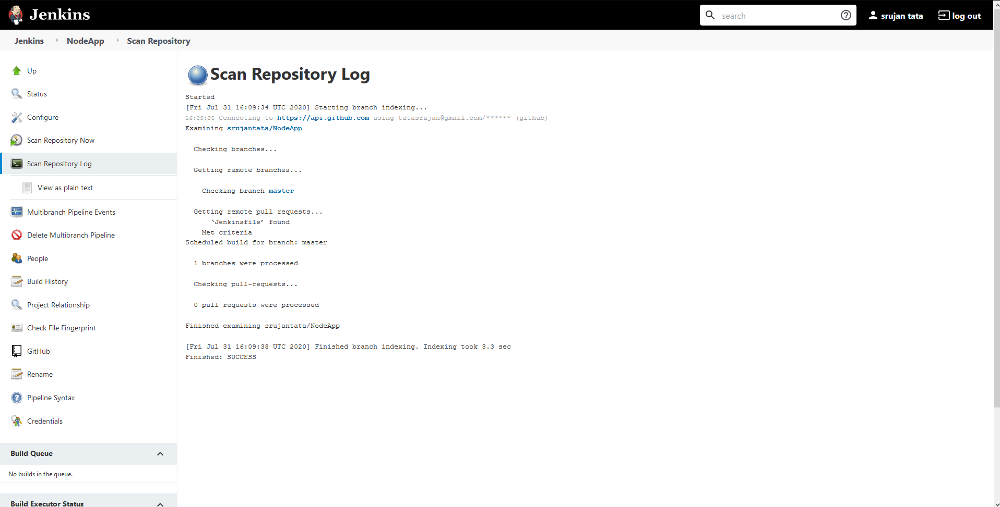 Jenkins
search
srujan tata
log out
Jenkins
NodeApp
Scan Repository
Up
Status
Configure
Scan Repository Now
Scan Repository Log
View as plain text
Multibranch Pipeline Events
Delete Multibranch Pipeline
People
Build History
Project Relationship
Check File Fingerprint
GitHub
Rename
Pipeline Syntax
Credentials
Build Queue
No builds in the queue.
Build Executor Status
Scan Repository Log
Started
[Fri Jul 31 16:09:34 UTC 2020] Starting branch indexing...
16:09:35 Connecting to https://api.github.com using tatasrujan@gmail.com/****** (github)
Examining srujantata/NodeApp
Checking branches...
Getting remote branches...
Checking branch master
Getting remote pull requests...
‘Jenkinsfile’ found
Met criteria
Scheduled build for branch: master
1 branches were processed
Checking pull-requests...
0 pull requests were processed
Finished examining srujantata/NodeApp
[Fri Jul 31 16:09:38 UTC 2020] Finished branch indexing. Indexing took 3.3 sec
Finished: SUCCESS